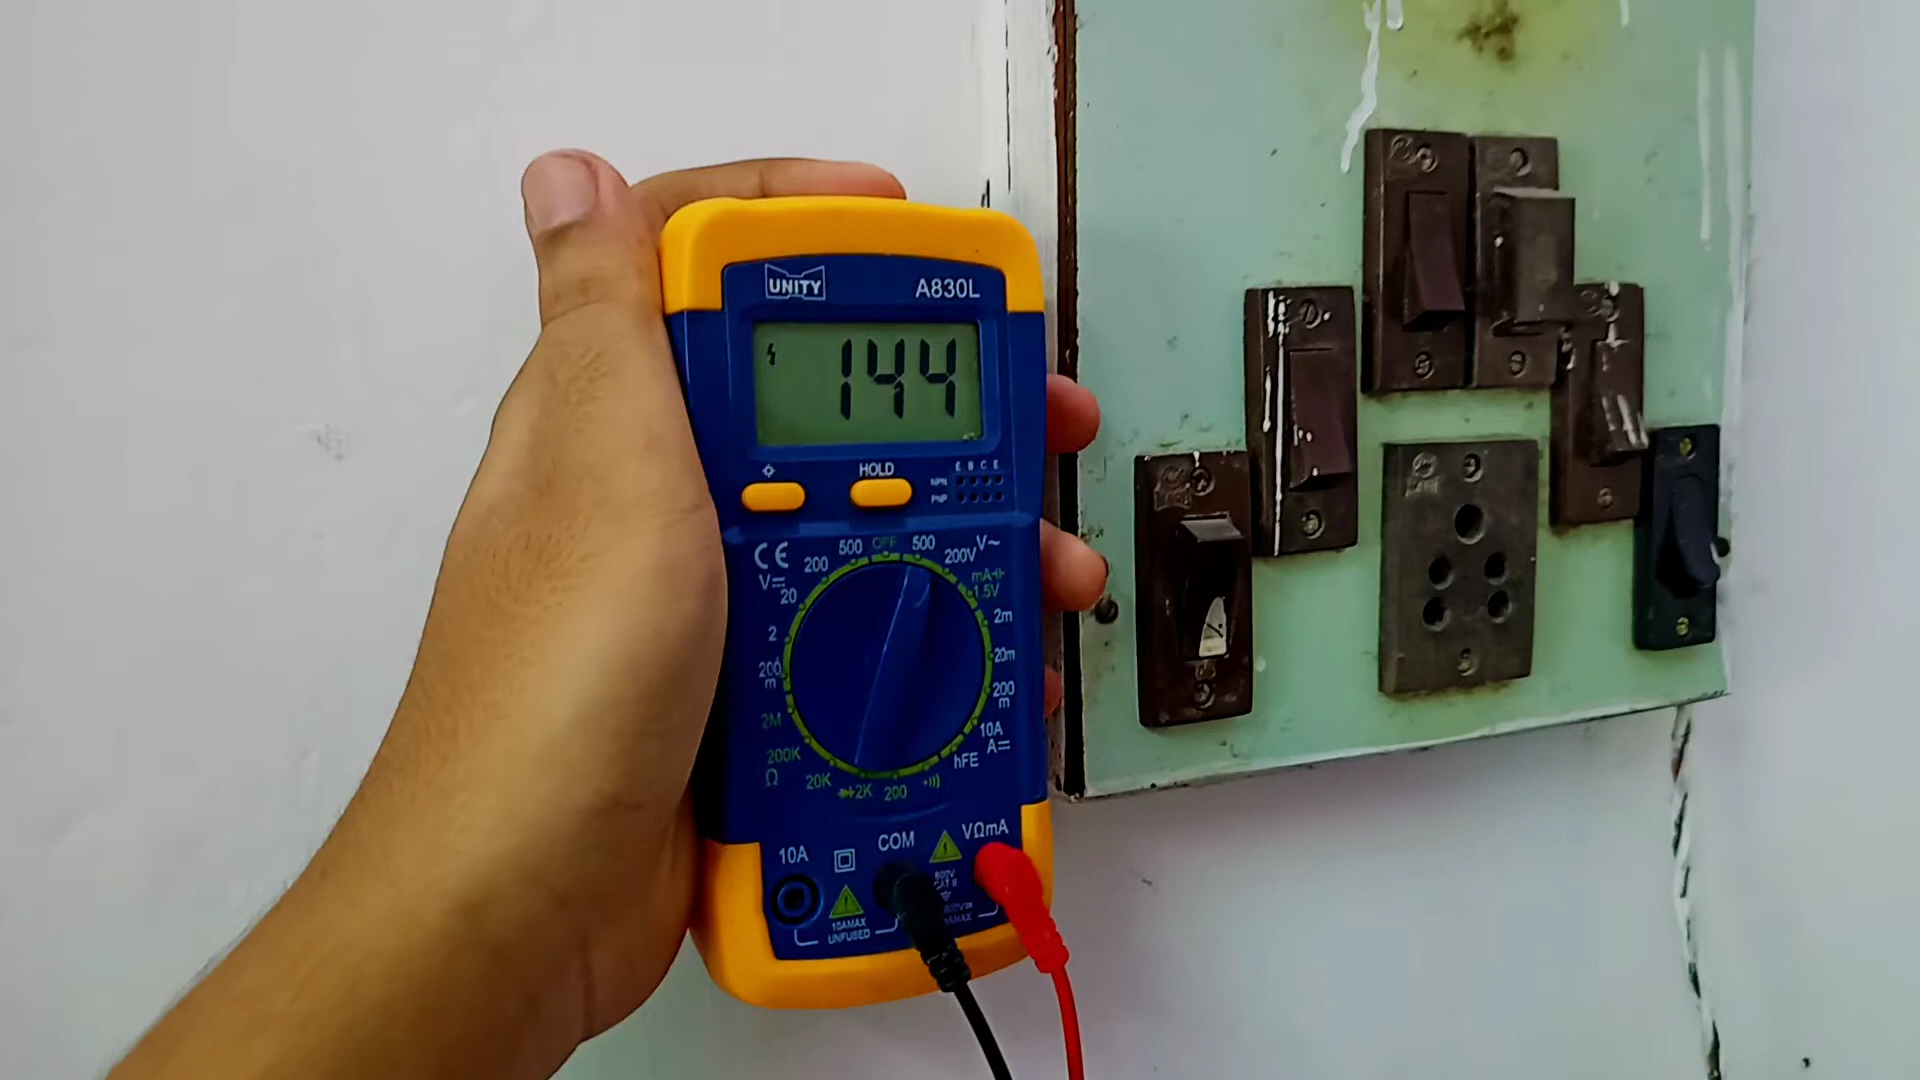 UNITY A830L
144
HOLD
E B C E
NPN
PNP
CE
500 OFF 500 V~
200 200V
V⎓
mA
1.5V
20
2m
2
20m
200
m
200
m
2M
10A
A⎓
200K
hFE
Ω
20K
2K
200
10A COM VΩmA
10AMAX
UNFUSED